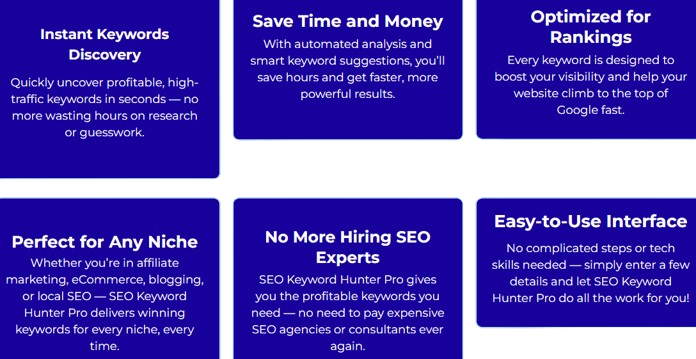 Instant Keywords
Discovery
Quickly uncover profitable, high-
traffic keywords in seconds — no
more wasting hours on research
or guesswork.
Save Time and Money
With automated analysis and
smart keyword suggestions, you’ll
save hours and get faster, more
powerful results.
Optimized for
Rankings
Every keyword is designed to
boost your visibility and help your
website climb to the top of
Google fast.
Perfect for Any Niche
Whether you’re in affiliate
marketing, eCommerce, blogging,
or local SEO — SEO Keyword
Hunter Pro delivers winning
keywords for every niche, every
time.
No More Hiring SEO
Experts
SEO Keyword Hunter Pro gives
you the profitable keywords you
need — no need to pay expensive
SEO agencies or consultants ever
again.
Easy-to-Use Interface
No complicated steps or tech
skills needed — simply enter a few
details and let SEO Keyword
Hunter Pro do all the work for you!